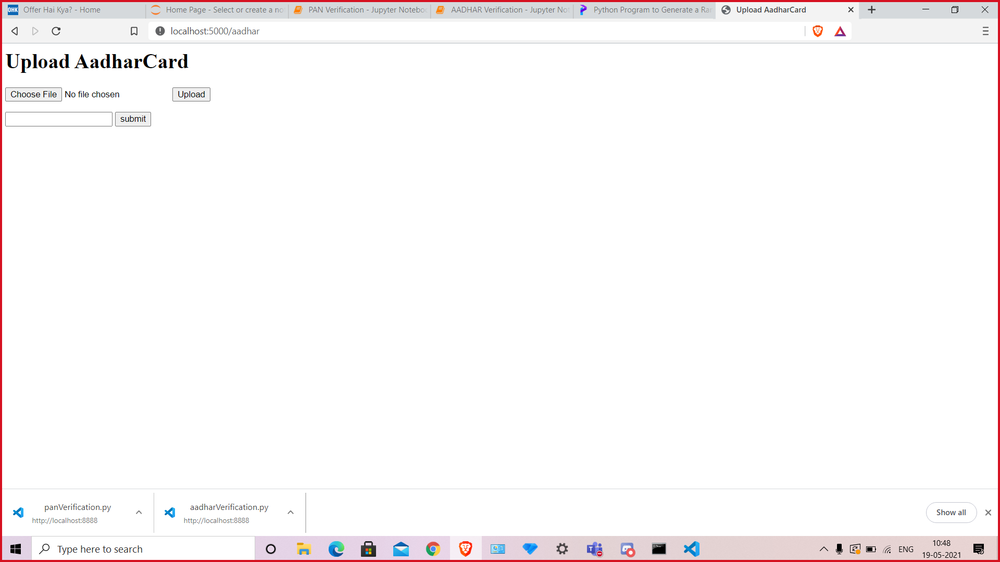 OHK Offer Hai Kya? - Home
Home Page - Select or create a no
PAN Verification - Jupyter Noteboo
AADHAR Verification - Jupyter Not
Python Program to Generate a Ran
Upload AadharCard
localhost:5000/aadhar
Upload AadharCard
Choose File No file chosen Upload
submit
panVerification.py
http://localhost:8888
aadharVerification.py
http://localhost:8888
Show all
Type here to search
ENG
10:48
19-05-2021